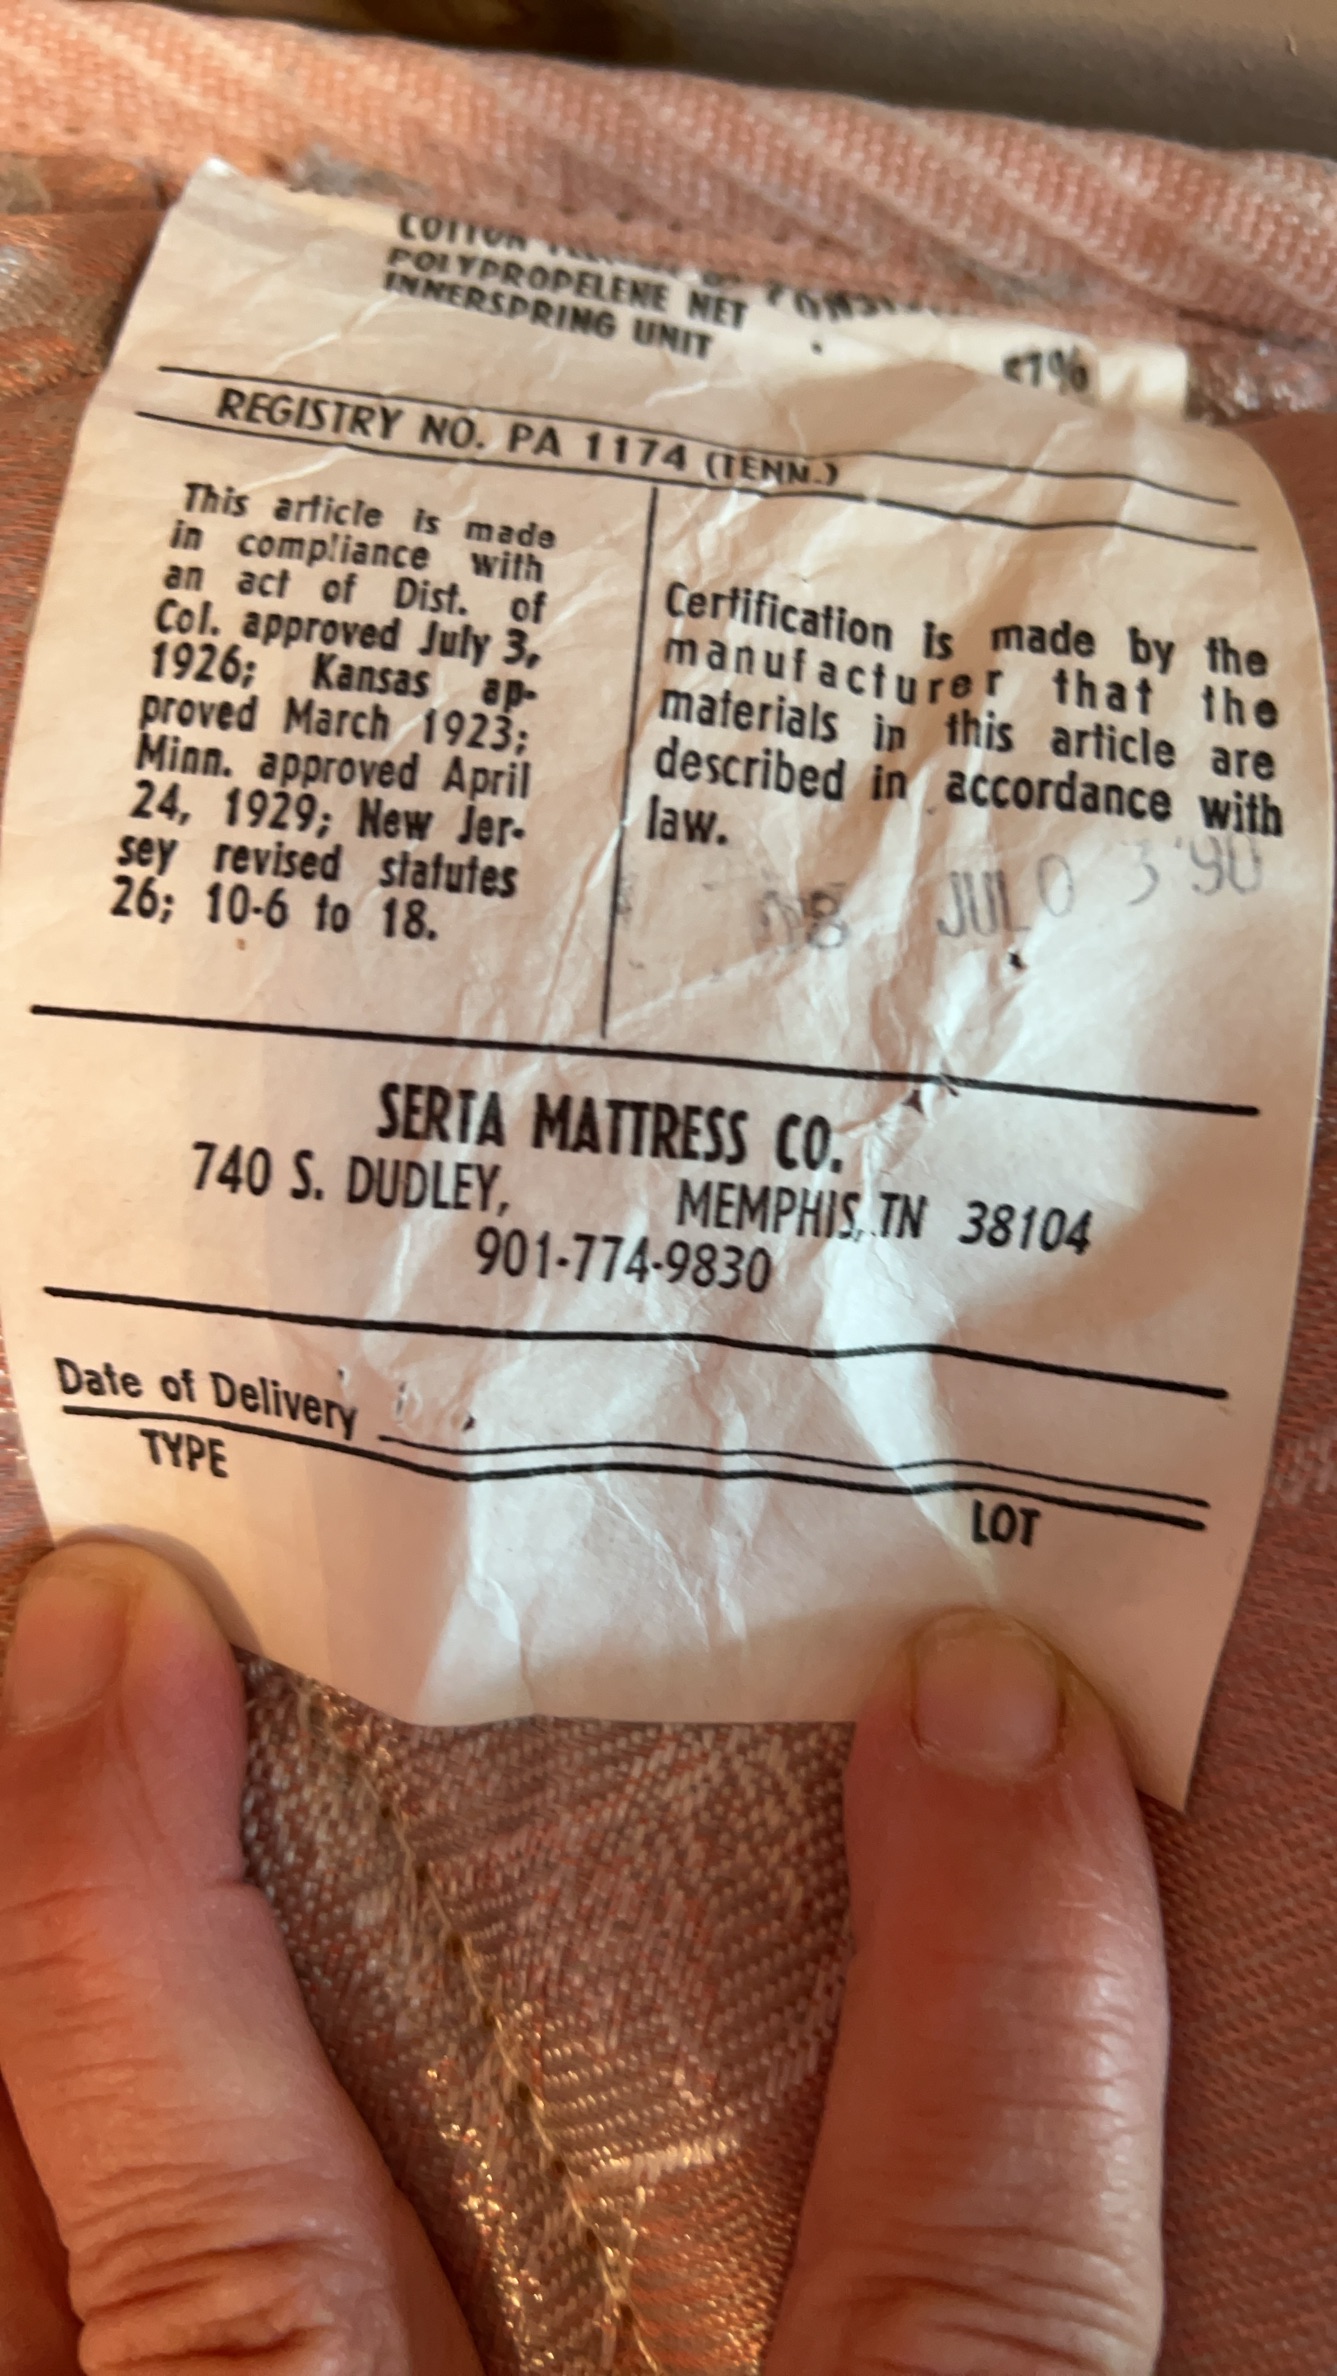 COTTON
POLYPROPELENE NET
INNERSPRING UNIT
<1%
REGISTRY NO. PA 1174 (TENN.)
This article is made
in compliance with
an act of Dist. of
Col. approved July 3,
1926; Kansas ap-
proved March 1923;
Minn. approved April
24, 1929; New Jer-
sey revised statutes
26; 10-6 to 18.
Certification is made by the
manufacturer that the
materials in this article are
described in accordance with
law.
08 JUL 0 3 '90
SERTA MATTRESS CO.
740 S. DUDLEY, MEMPHIS, TN 38104
901-774-9830
Date of Delivery
TYPE
LOT